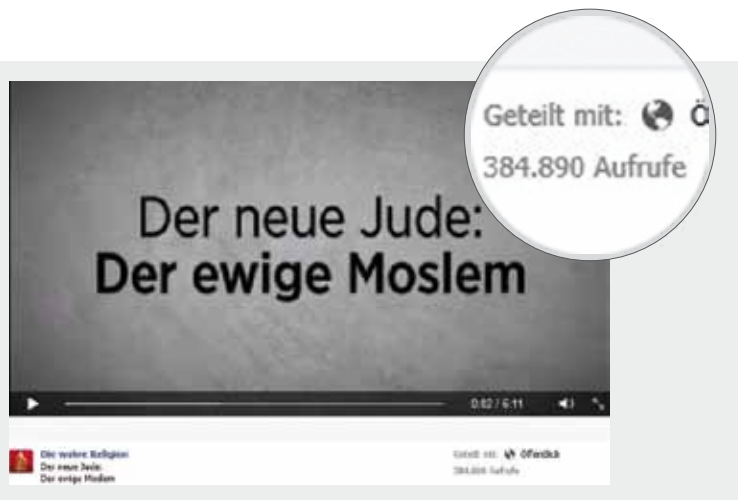 Geteilt mit: Ö
384.890 Aufrufe
Der neue Jude:
Der ewige Moslem
0:02 / 6:11
Die wahre Religion
Der neue Jude:
Der ewige Moslem
Geteilt mit: Öffentlich
384.890 Aufrufe